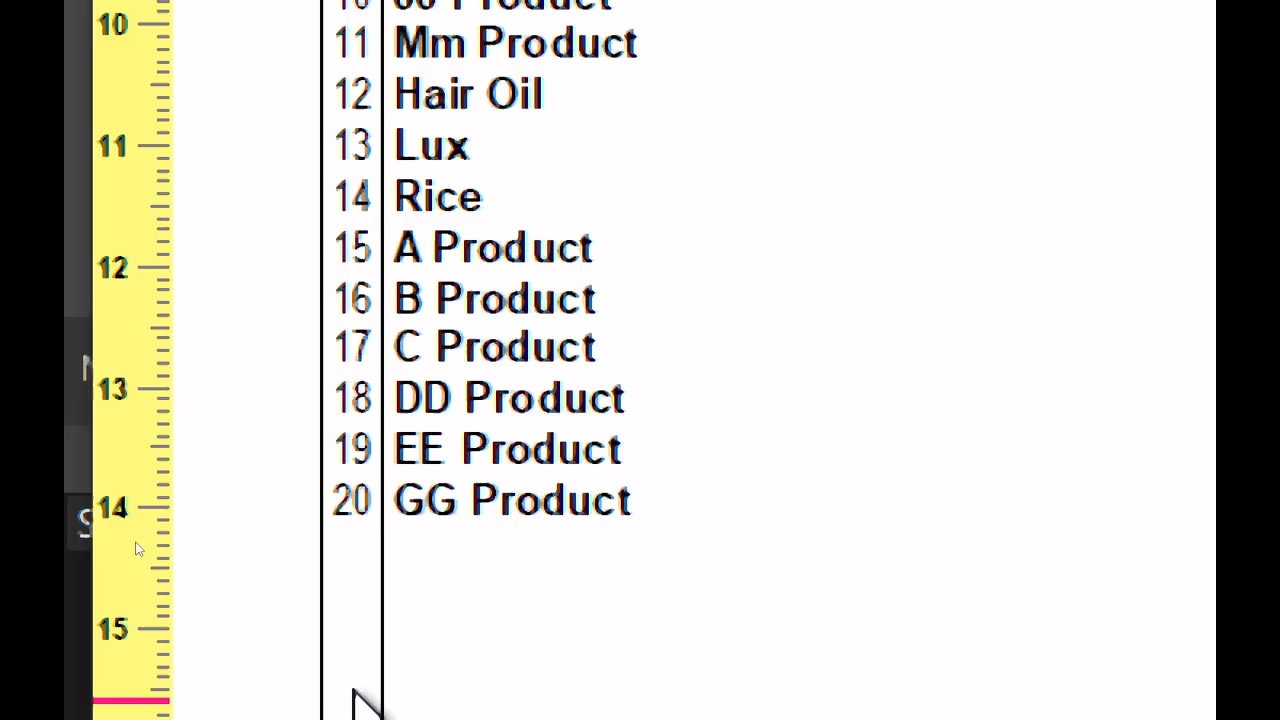 10
11 Mm Product
12 Hair Oil
11
13 Lux
14 Rice
15 A Product
12
16 B Product
17 C Product
13
18 DD Product
19 EE Product
14
20 GG Product
15